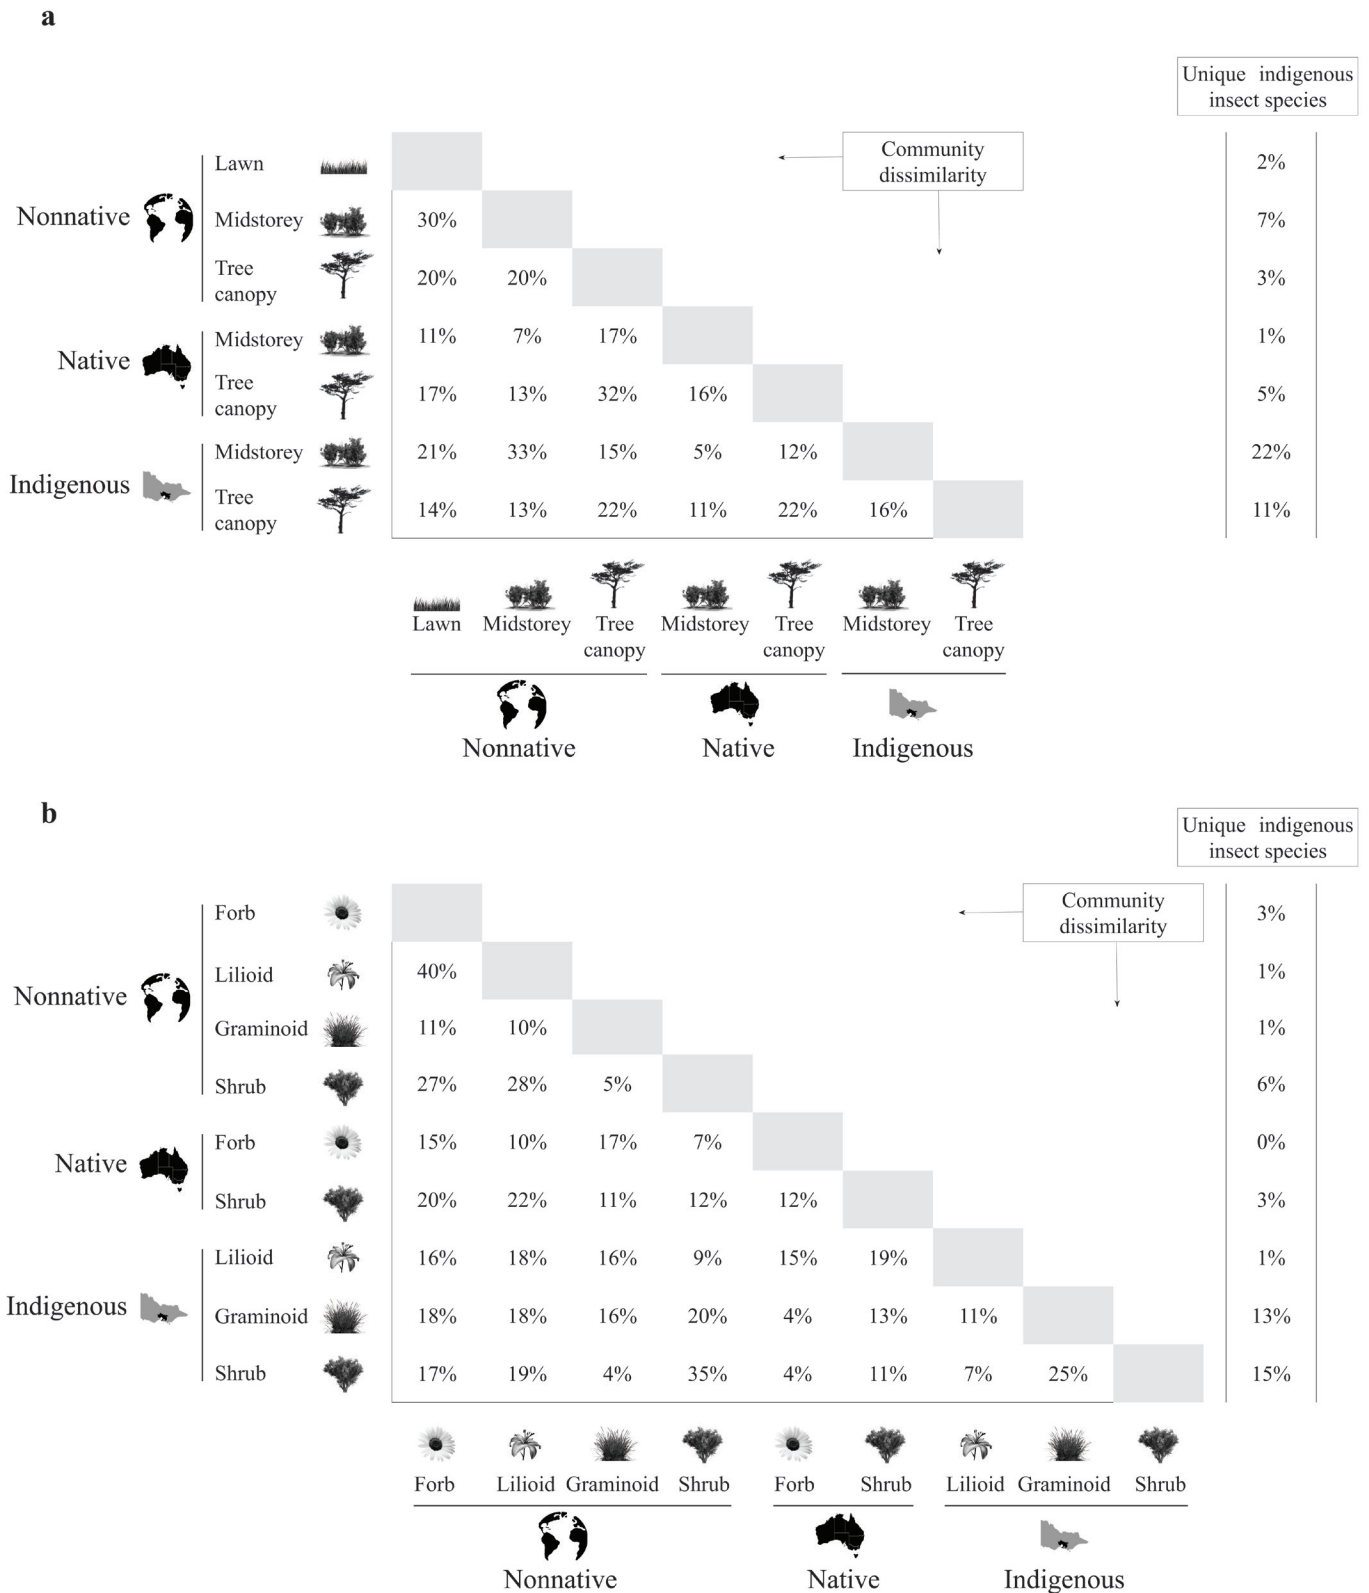 a
Unique indigenous
insect species
Community
dissimilarity
Nonnative
Lawn
2%
Midstorey
30%
7%
Tree
canopy
20% 20%
3%
Native
Midstorey
11% 7% 17%
1%
Tree
canopy
17% 13% 32% 16%
5%
Indigenous
Midstorey
21% 33% 15% 5% 12%
22%
Tree
canopy
14% 13% 22% 11% 22% 16%
11%
Lawn Midstorey Tree Midstorey Tree Midstorey Tree
canopy canopy canopy
Nonnative Native Indigenous
b
Unique indigenous
insect species
Community
dissimilarity
Nonnative
Forb
3%
Lilioid
40%
1%
Graminoid
11% 10%
1%
Shrub
27% 28% 5%
6%
Native
Forb
15% 10% 17% 7%
0%
Shrub
20% 22% 11% 12% 12%
3%
Indigenous
Lilioid
16% 18% 16% 9% 15% 19%
1%
Graminoid
18% 18% 16% 20% 4% 13% 11%
13%
Shrub
17% 19% 4% 35% 4% 11% 7% 25%
15%
Forb Lilioid Graminoid Shrub Forb Shrub Lilioid Graminoid Shrub
Nonnative Native Indigenous